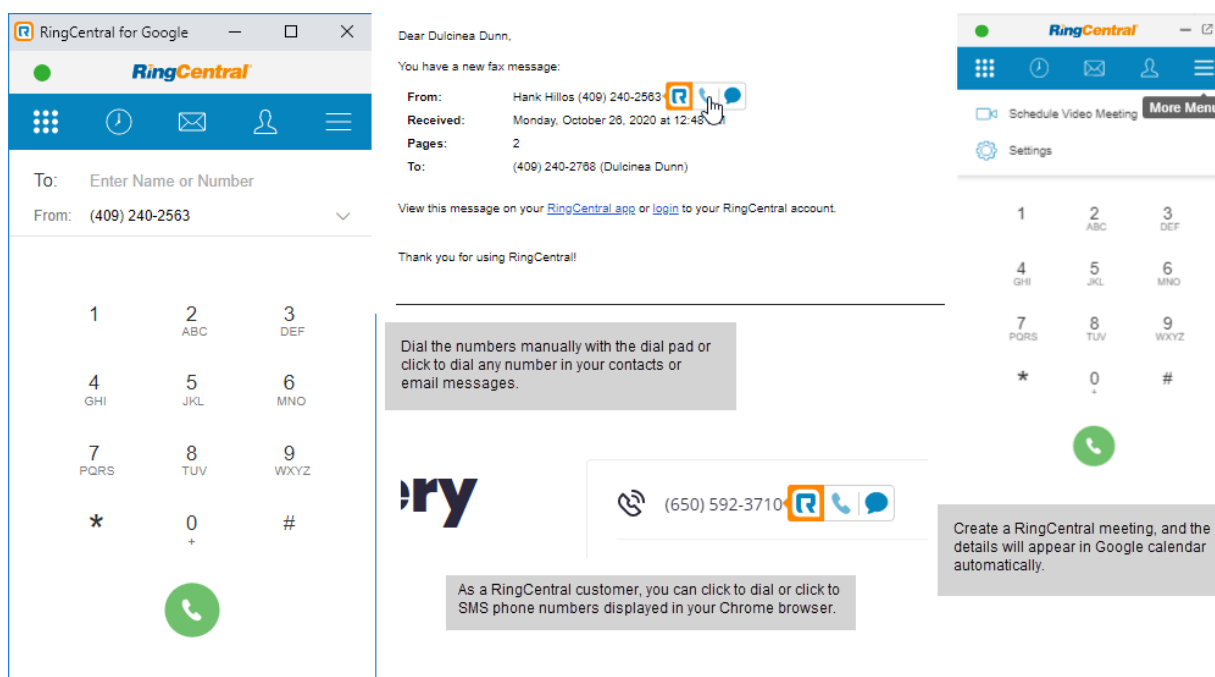 RingCentral for Google
RingCentral
To: Enter Name or Number
From: (409) 240-2563
1 2 3
ABC DEF
4 5 6
GHI JKL MNO
7 8 9
PQRS TUV WXYZ
* 0 #
+
Dear Dulcinea Dunn,
You have a new fax message:
From: Hank Hillos (409) 240-2563
Received: Monday, October 26, 2020 at 12:48
Pages: 2
To: (409) 240-2768 (Dulcinea Dunn)
View this message on your RingCentral app or login to your RingCentral account.
Thank you for using RingCentral!
Dial the numbers manually with the dial pad or
click to dial any number in your contacts or
email messages.
ery
(650) 592-3710
As a RingCentral customer, you can click to dial or click to
SMS phone numbers displayed in your Chrome browser.
RingCentral
Schedule Video Meeting
More Menu
Settings
1 2 3
ABC DEF
4 5 6
GHI JKL MNO
7 8 9
PQRS TUV WXYZ
* 0 #
+
Create a RingCentral meeting, and the
details will appear in Google calendar
automatically.